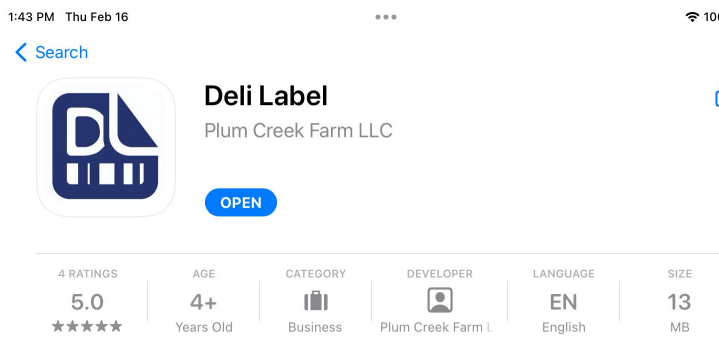 1:43 PM Thu Feb 16
Search
DL
Deli Label
Plum Creek Farm LLC
OPEN
4 RATINGS
5.0
AGE
4+
Years Old
CATEGORY
Business
DEVELOPER
Plum Creek Farm L
LANGUAGE
EN
English
SIZE
13
MB